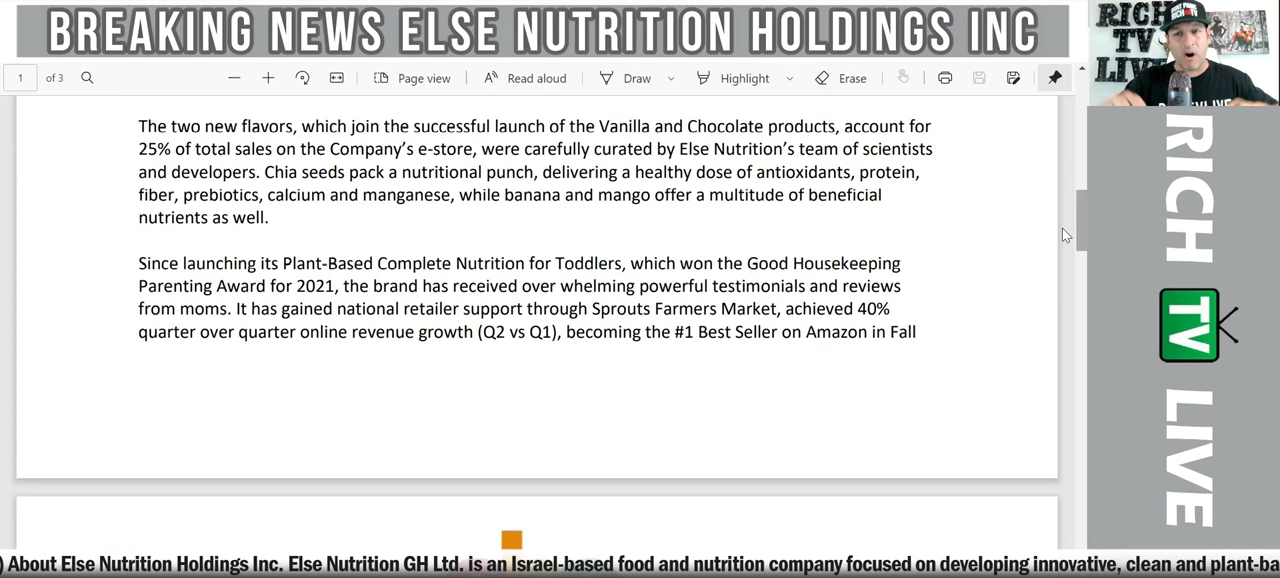 BREAKING NEWS ELSE NUTRITION HOLDINGS INC
RICH
TV
LIVE
1 of 3
Page view
Read aloud
Draw
Highlight
Erase
The two new flavors, which join the successful launch of the Vanilla and Chocolate products, account for
25% of total sales on the Company's e-store, were carefully curated by Else Nutrition's team of scientists
and developers. Chia seeds pack a nutritional punch, delivering a healthy dose of antioxidants, protein,
fiber, prebiotics, calcium and manganese, while banana and mango offer a multitude of beneficial
nutrients as well.
Since launching its Plant-Based Complete Nutrition for Toddlers, which won the Good Housekeeping
Parenting Award for 2021, the brand has received over whelming powerful testimonials and reviews
from moms. It has gained national retailer support through Sprouts Farmers Market, achieved 40%
quarter over quarter online revenue growth (Q2 vs Q1), becoming the #1 Best Seller on Amazon in Fall
RICH TV LIVE
) About Else Nutrition Holdings Inc. Else Nutrition GH Ltd. is an Israel-based food and nutrition company focused on developing innovative, clean and plant-ba